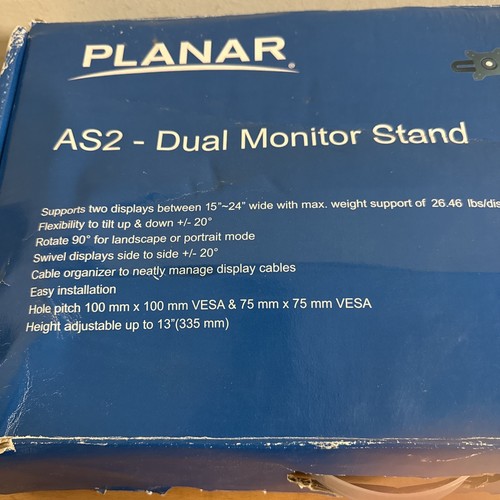 PLANAR®
AS2 - Dual Monitor Stand
Supports two displays between 15"~24" wide with max. weight support of 26.46 lbs/dis
Flexibility to tilt up & down +/- 20°
Rotate 90° for landscape or portrait mode
Swivel displays side to side +/- 20°
Cable organizer to neatly manage display cables
Easy installation
Hole pitch 100 mm x 100 mm VESA & 75 mm x 75 mm VESA
Height adjustable up to 13"(335 mm)